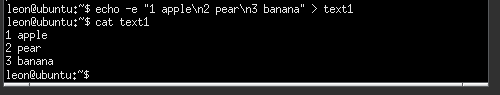 leon@ubuntu:~$ echo -e "1 apple\n2 pear\n3 banana" > text1
leon@ubuntu:~$ cat text1
1 apple
2 pear
3 banana
leon@ubuntu:~$